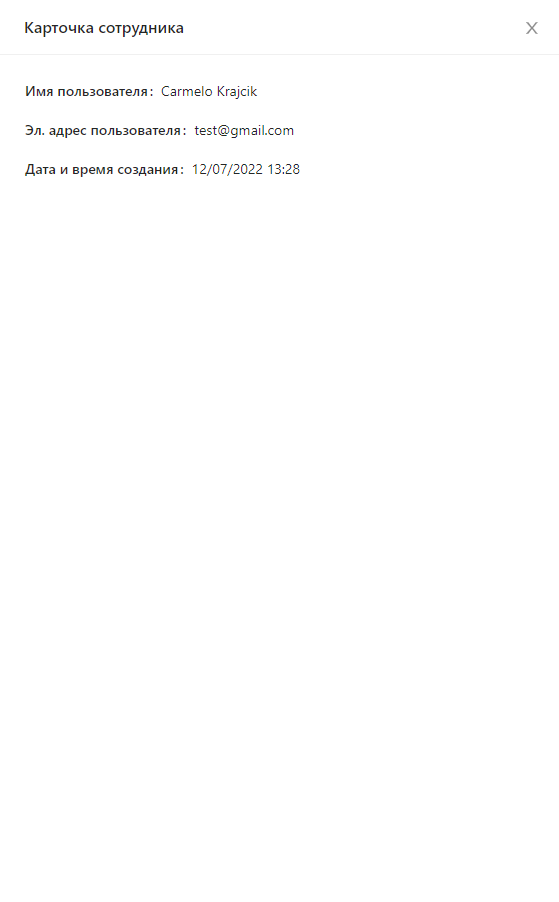 Карточка сотрудника
Имя пользователя: Carmelo Krajcik
Эл. адрес пользователя: test@gmail.com
Дата и время создания: 12/07/2022 13:28